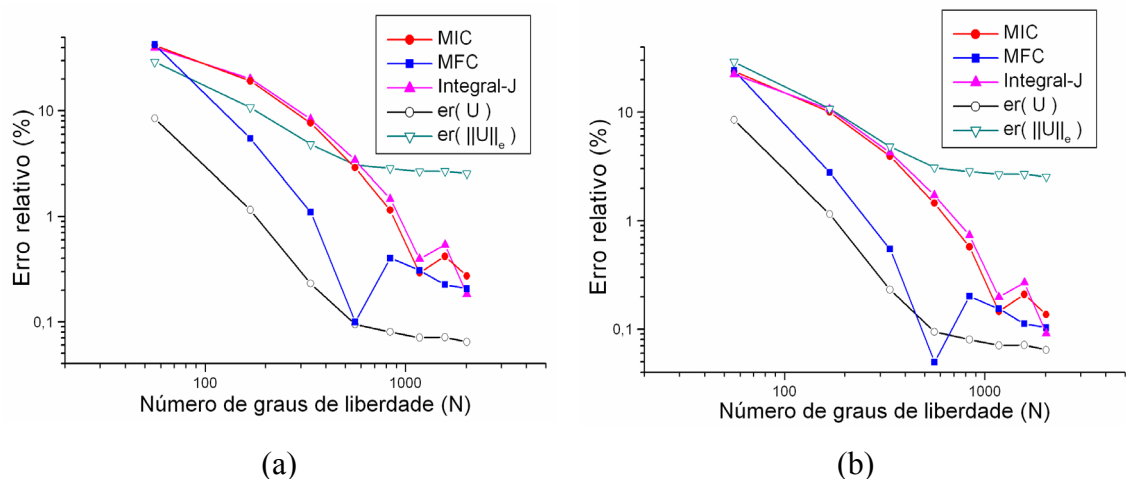 MIC
MFC
Integral-J
er( U )
er( ||U||e )
Erro relativo (%)
10
1
0,1
100
1000
Número de graus de liberdade (N)
(a)
MIC
MFC
Integral-J
er( U )
er( ||U||e )
Erro relativo (%)
10
1
0,1
100
1000
Número de graus de liberdade (N)
(b)